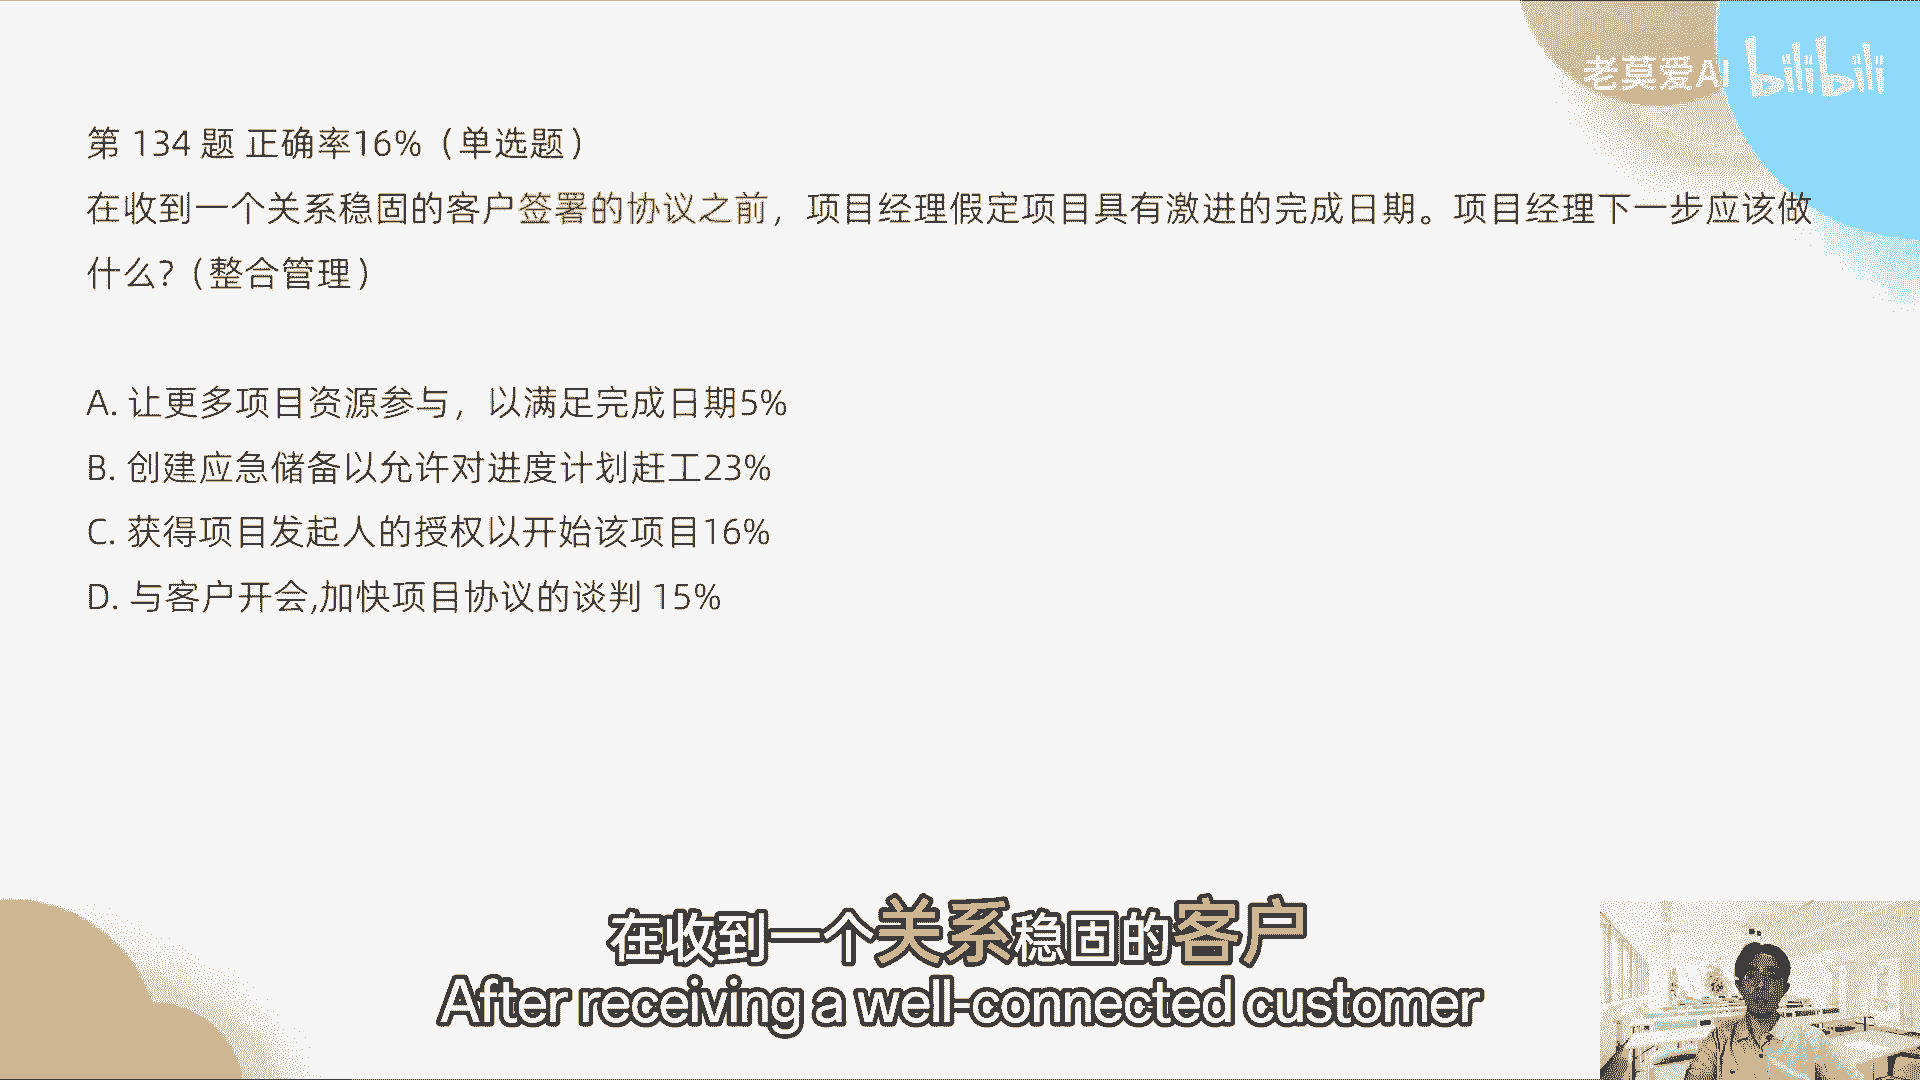 老莫爱AI bilibili
第 134 题 正确率16%（单选题）
在收到一个关系稳固的客户签署的协议之前，项目经理假定项目具有激进的完成日期。项目经理下一步应该做
什么?（整合管理）
A. 让更多项目资源参与，以满足完成日期5%
B. 创建应急储备以允许对进度计划赶工23%
C. 获得项目发起人的授权以开始该项目16%
D. 与客户开会,加快项目协议的谈判 15%
在收到一个关系稳固的客户
After receiving a well-connected customer